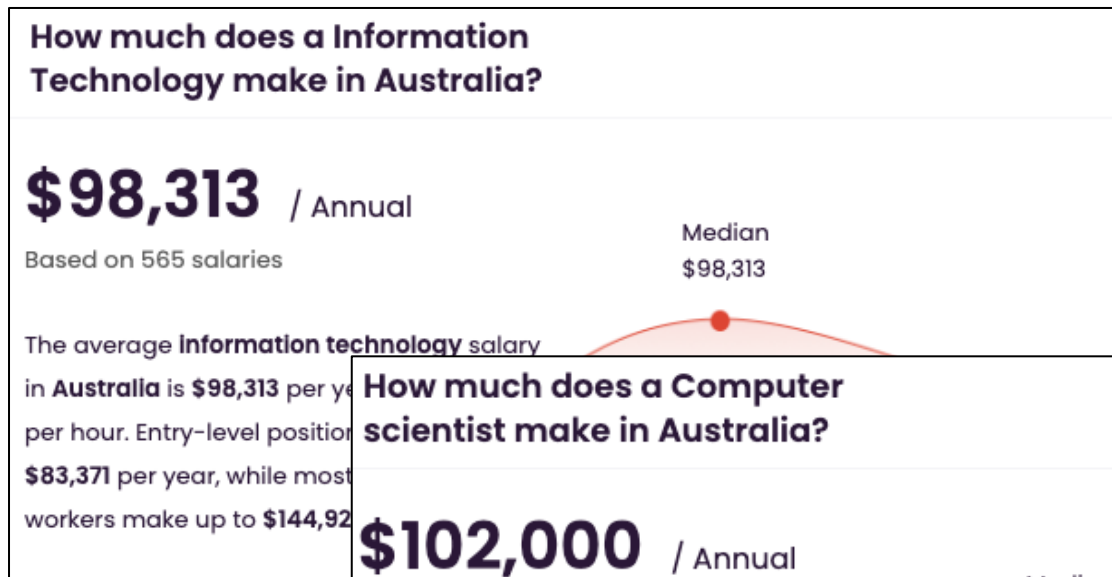 How much does a Information
Technology make in Australia?
$98,313 / Annual
Based on 565 salaries
Median
$98,313
The average information technology salary
in Australia is $98,313 per ye
per hour. Entry-level position
$83,371 per year, while most
workers make up to $144,92
How much does a Computer
scientist make in Australia?
$102,000 / Annual